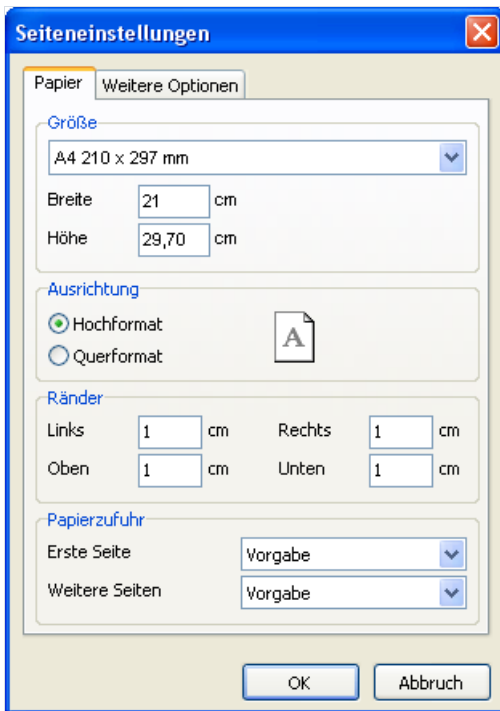 Seiteneinstellungen
Papier Weitere Optionen
Größe
A4 210 x 297 mm
Breite 21 cm
Höhe 29,70 cm
Ausrichtung
Hochformat
A
Querformat
Ränder
Links 1 cm Rechts 1 cm
Oben 1 cm Unten 1 cm
Papierzufuhr
Erste Seite Vorgabe
Weitere Seiten Vorgabe
OK Abbruch